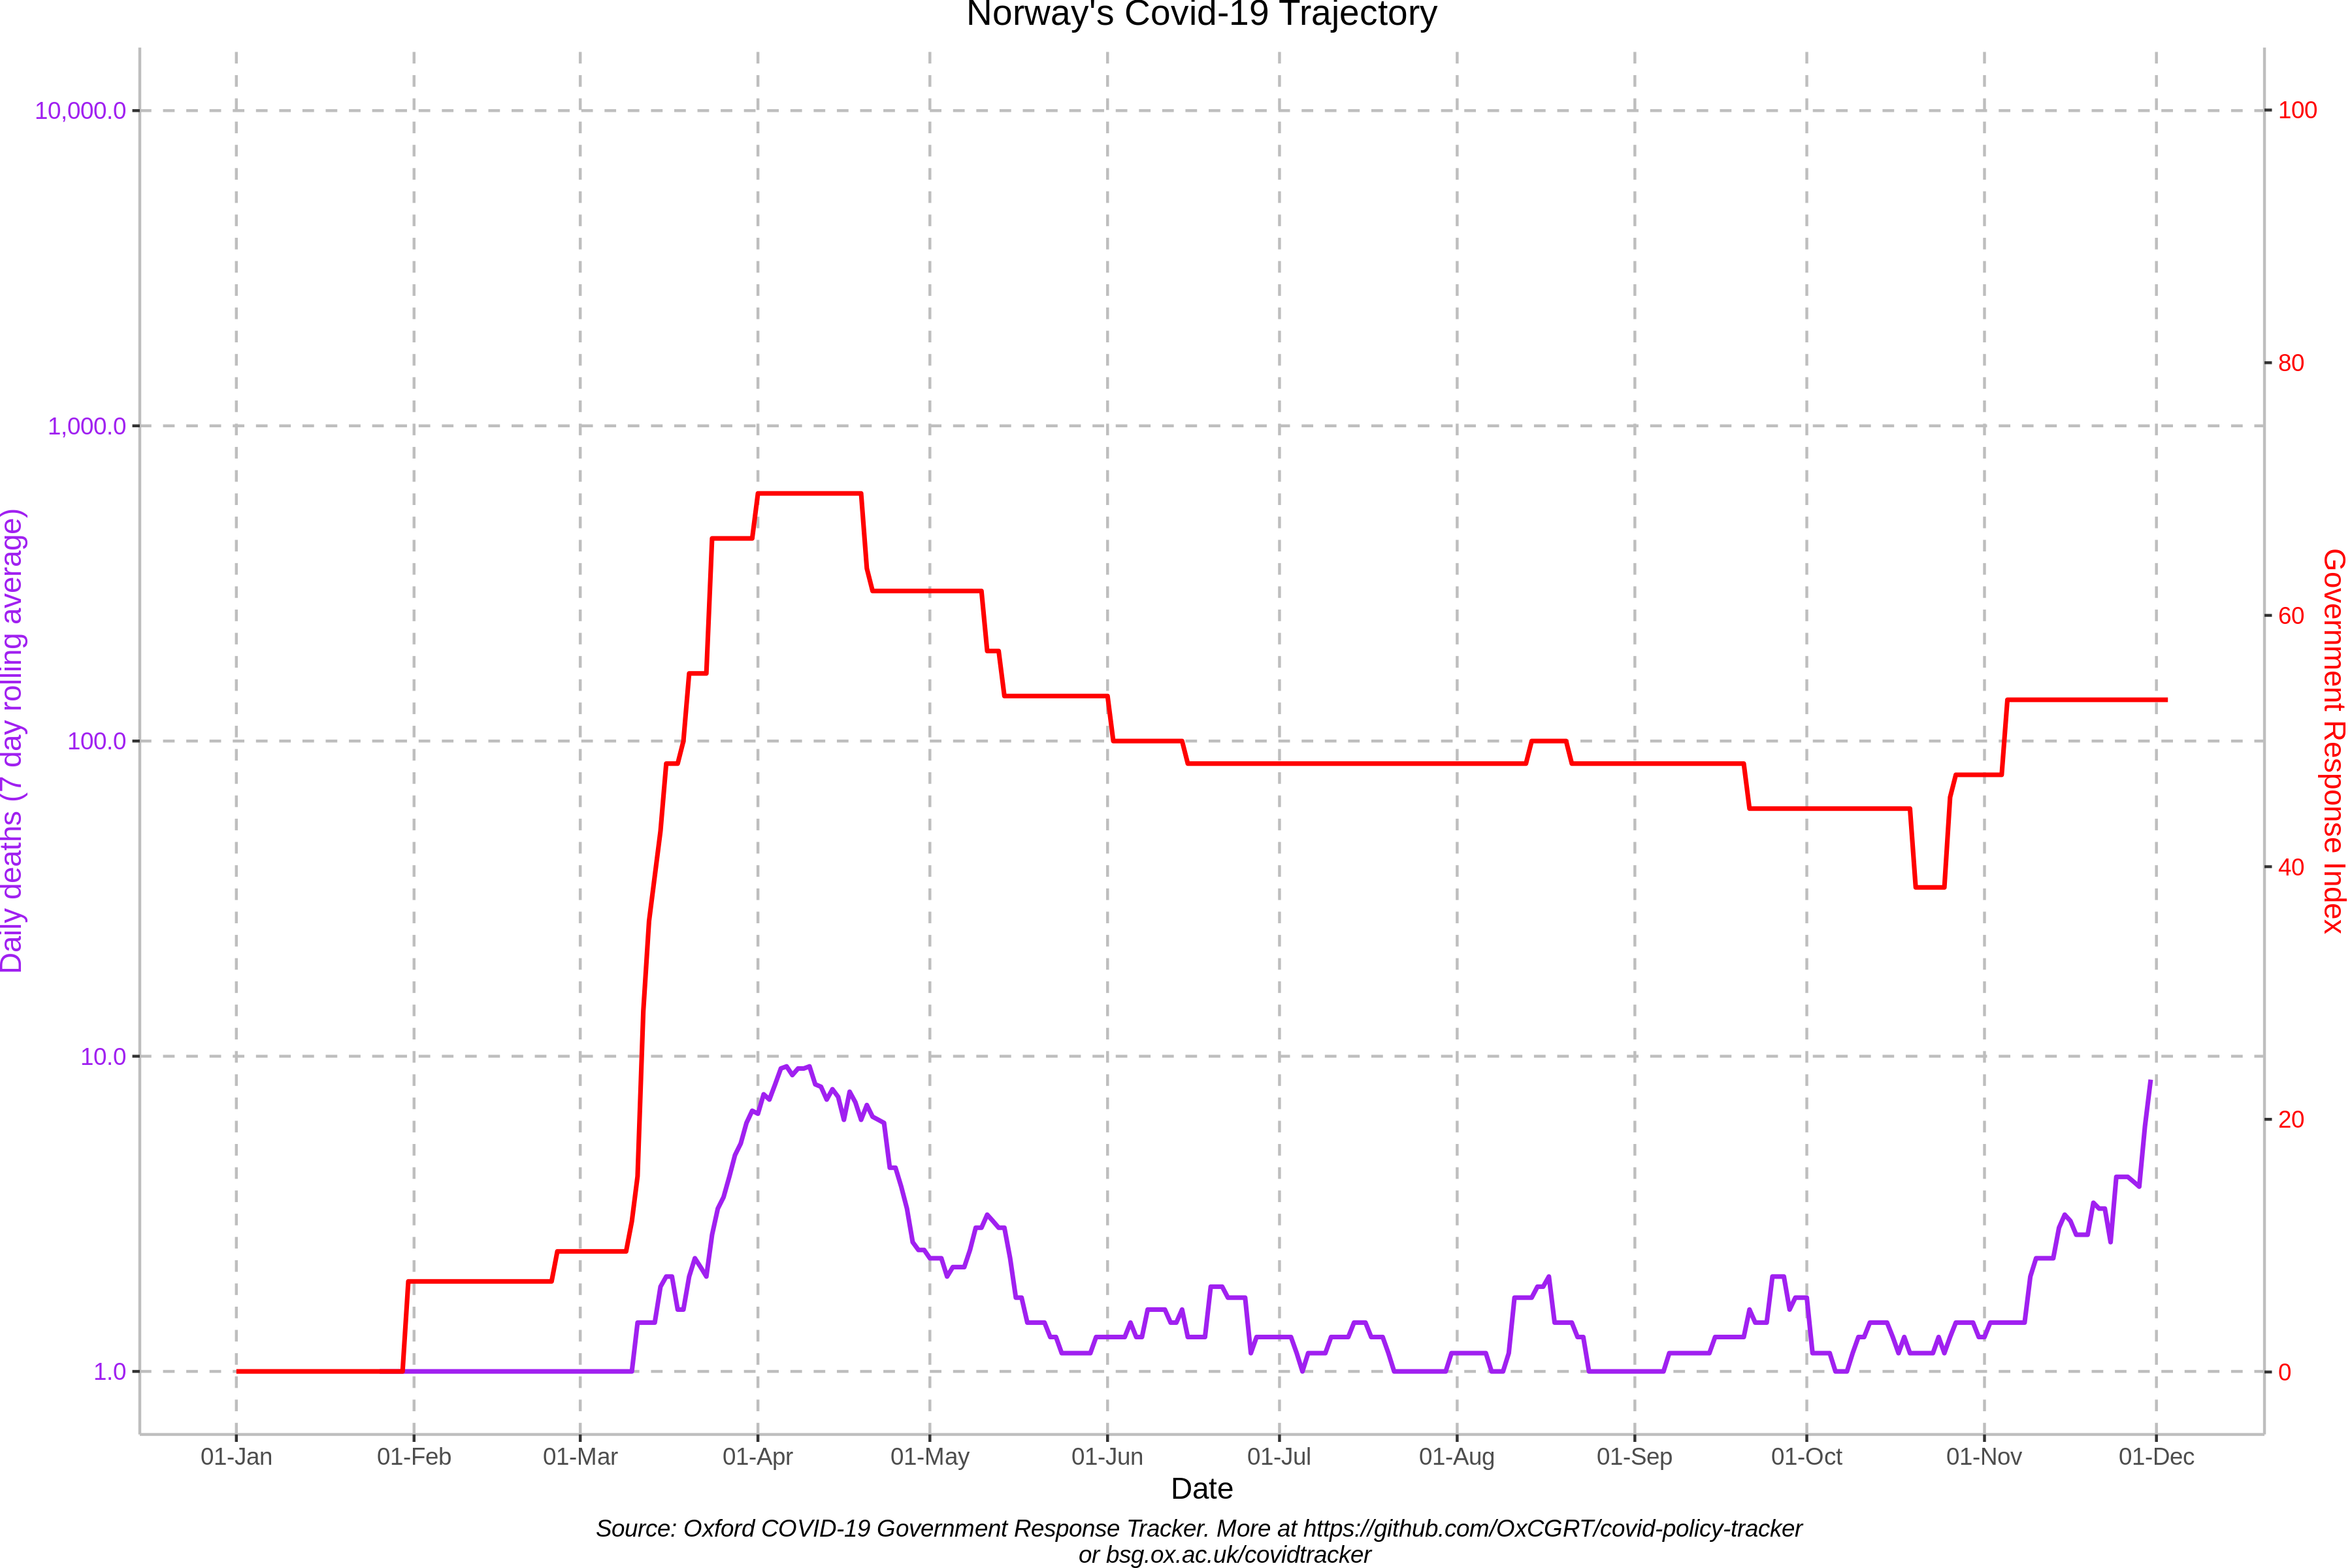 Norway's Covid-19 Trajectory
10,000.0
1,000.0
100.0
10.0
1.0
Daily deaths (7 day rolling average)
100
80
60
40
20
0
Government Response Index
01-Jan
01-Feb
01-Mar
01-Apr
01-May
01-Jun
01-Jul
01-Aug
01-Sep
01-Oct
01-Nov
01-Dec
Date
Source: Oxford COVID-19 Government Response Tracker. More at https://github.com/OxCGRT/covid-policy-tracker
or bsg.ox.ac.uk/covidtracker